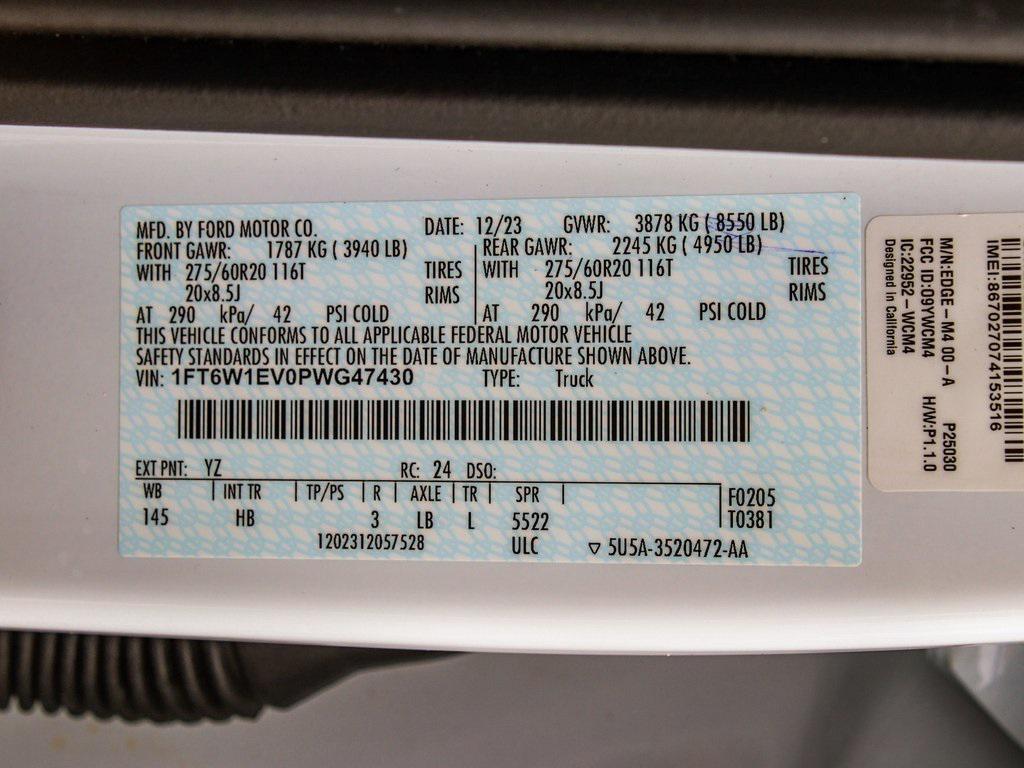 MFD. BY FORD MOTOR CO. DATE: 12/23 GVWR: 3878 KG ( 8550 LB)
FRONT GAWR: 1787 KG ( 3940 LB) REAR GAWR: 2245 KG ( 4950 LB)
WITH 275/60R20 116T TIRES WITH 275/60R20 116T TIRES
20x8.5J RIMS 20x8.5J RIMS
AT 290 kPa/ 42 PSI COLD AT 290 kPa/ 42 PSI COLD
THIS VEHICLE CONFORMS TO ALL APPLICABLE FEDERAL MOTOR VEHICLE
SAFETY STANDARDS IN EFFECT ON THE DATE OF MANUFACTURE SHOWN ABOVE.
VIN: 1FT6W1EV0PWG47430 TYPE: Truck
EXT PNT: YZ RC: 24 DSO:
WB INT TR TP/PS R AXLE TR SPR F0205
145 HB 3 LB L 5522 T0381
1202312057528 ULC ▽ 5U5A-3520472-AA
IMEI:867027074153516
M/N:EDGE-M4 00-A P25030
FCC ID:09YWCM4 H/W:P1.1.0
IC:22952-WCM4
Designed in California